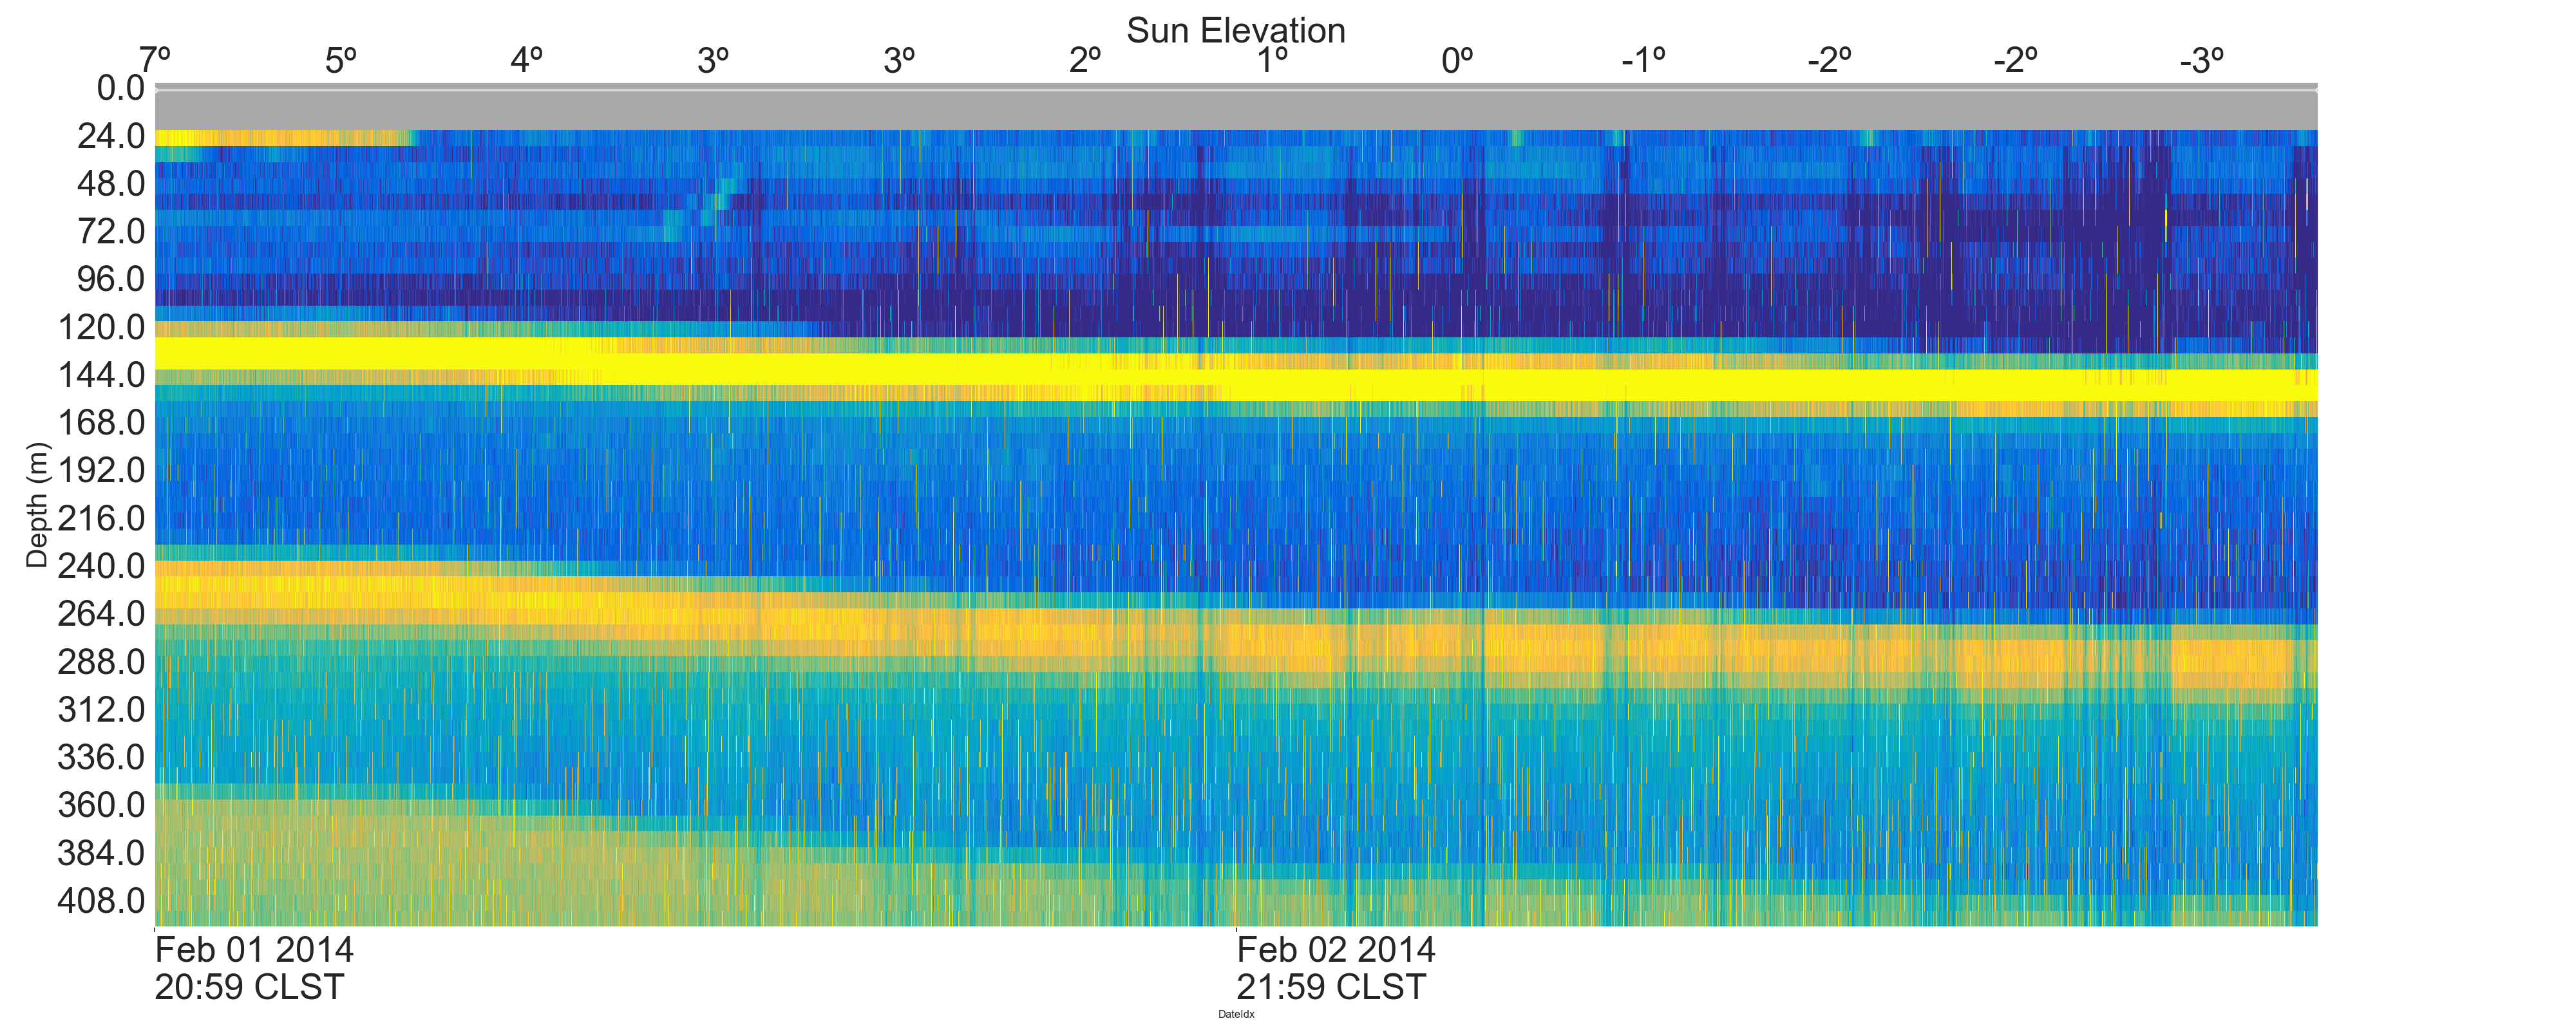 Sun Elevation
7º 5º 4º 3º 3º 2º 1º 0º -1º -2º -2º -3º
0.0
24.0
48.0
72.0
96.0
120.0
144.0
168.0
192.0
216.0
240.0
264.0
288.0
312.0
336.0
360.0
384.0
408.0
Depth (m)
Feb 01 2014
20:59 CLST
Feb 02 2014
21:59 CLST
DateIdx